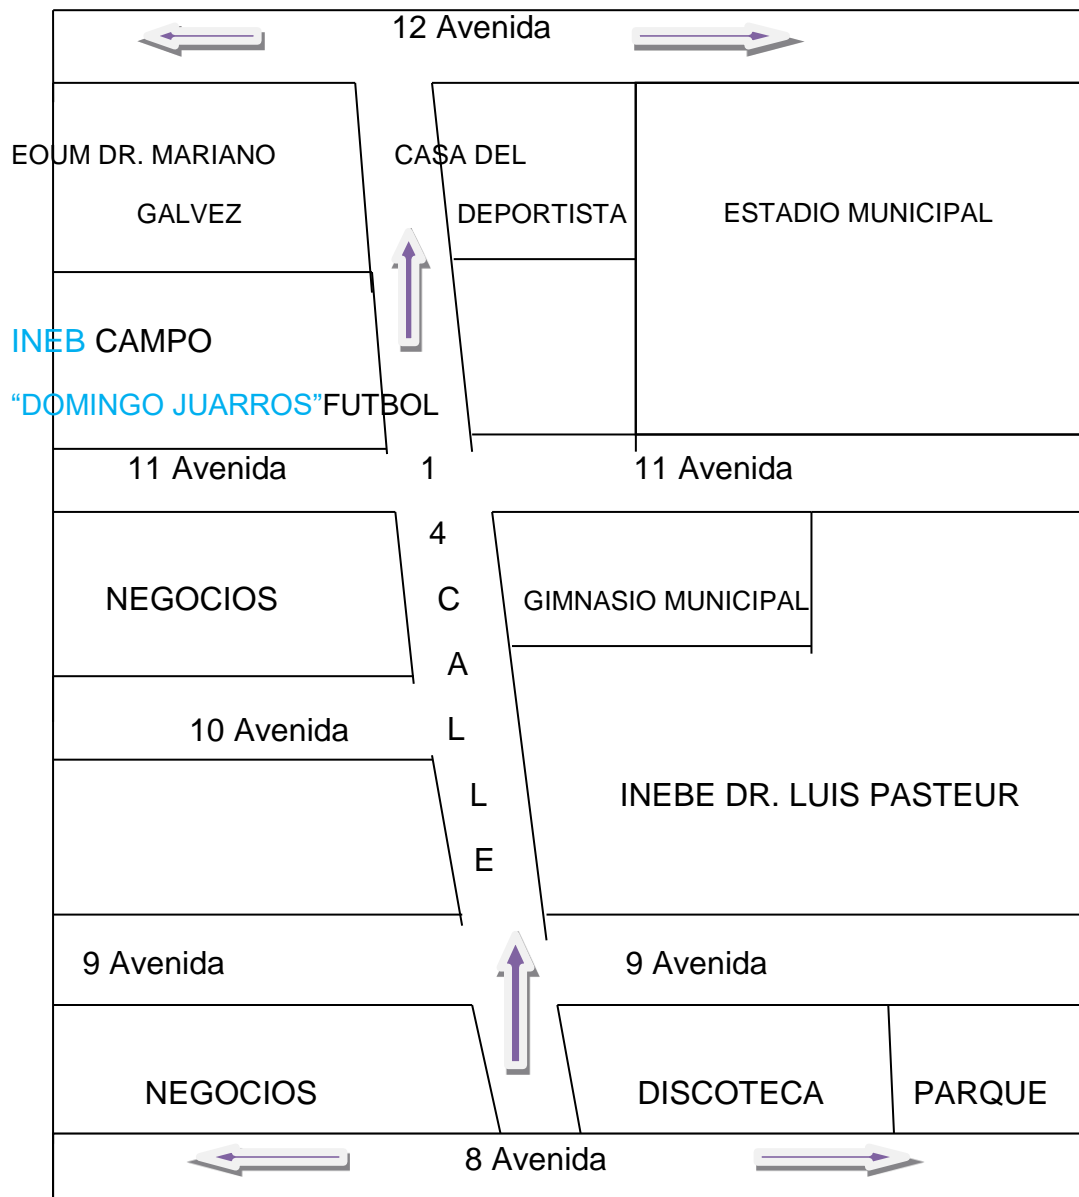 12 Avenida
EOUM DR. MARIANO
GALVEZ
CASA DEL
DEPORTISTA
ESTADIO MUNICIPAL
INEB CAMPO
“DOMINGO JUARROS”FUTBOL
11 Avenida
11 Avenida
1
4
C
A
L
L
E
NEGOCIOS
GIMNASIO MUNICIPAL
10 Avenida
INEBE DR. LUIS PASTEUR
9 Avenida
9 Avenida
NEGOCIOS
DISCOTECA
PARQUE
8 Avenida